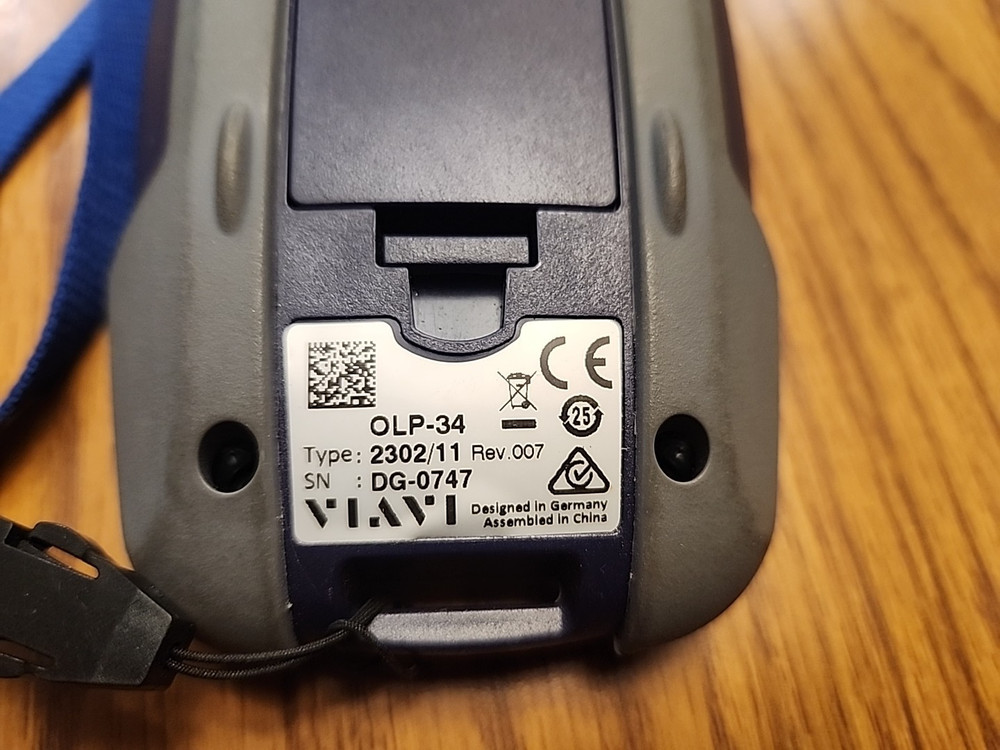 CE
25
OLP-34
Type: 2302/11 Rev.007
SN : DG-0747
VIAVI
Designed in Germany
Assembled in China